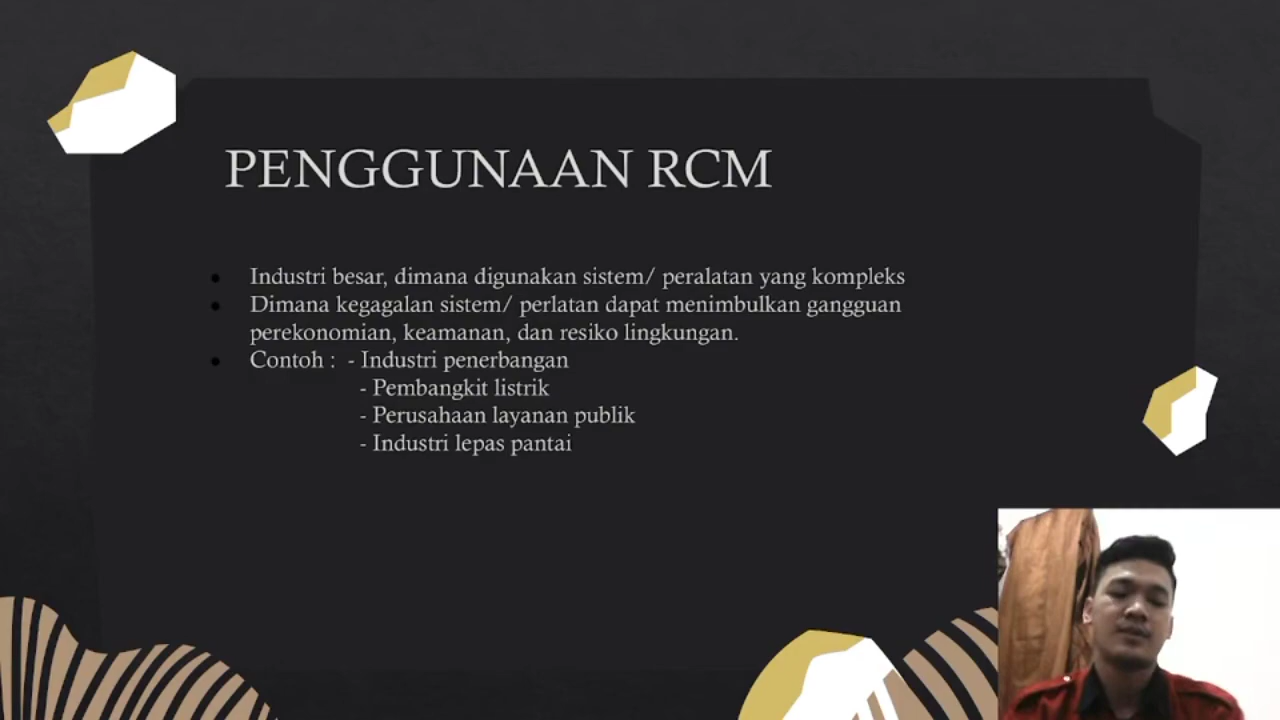 PENGGUNAAN RCM
Industri besar, dimana digunakan sistem/ peralatan yang kompleks
Dimana kegagalan sistem/ perlatan dapat menimbulkan gangguan
perekonomian, keamanan, dan resiko lingkungan.
Contoh : - Industri penerbangan
- Pembangkit listrik
- Perusahaan layanan publik
- Industri lepas pantai